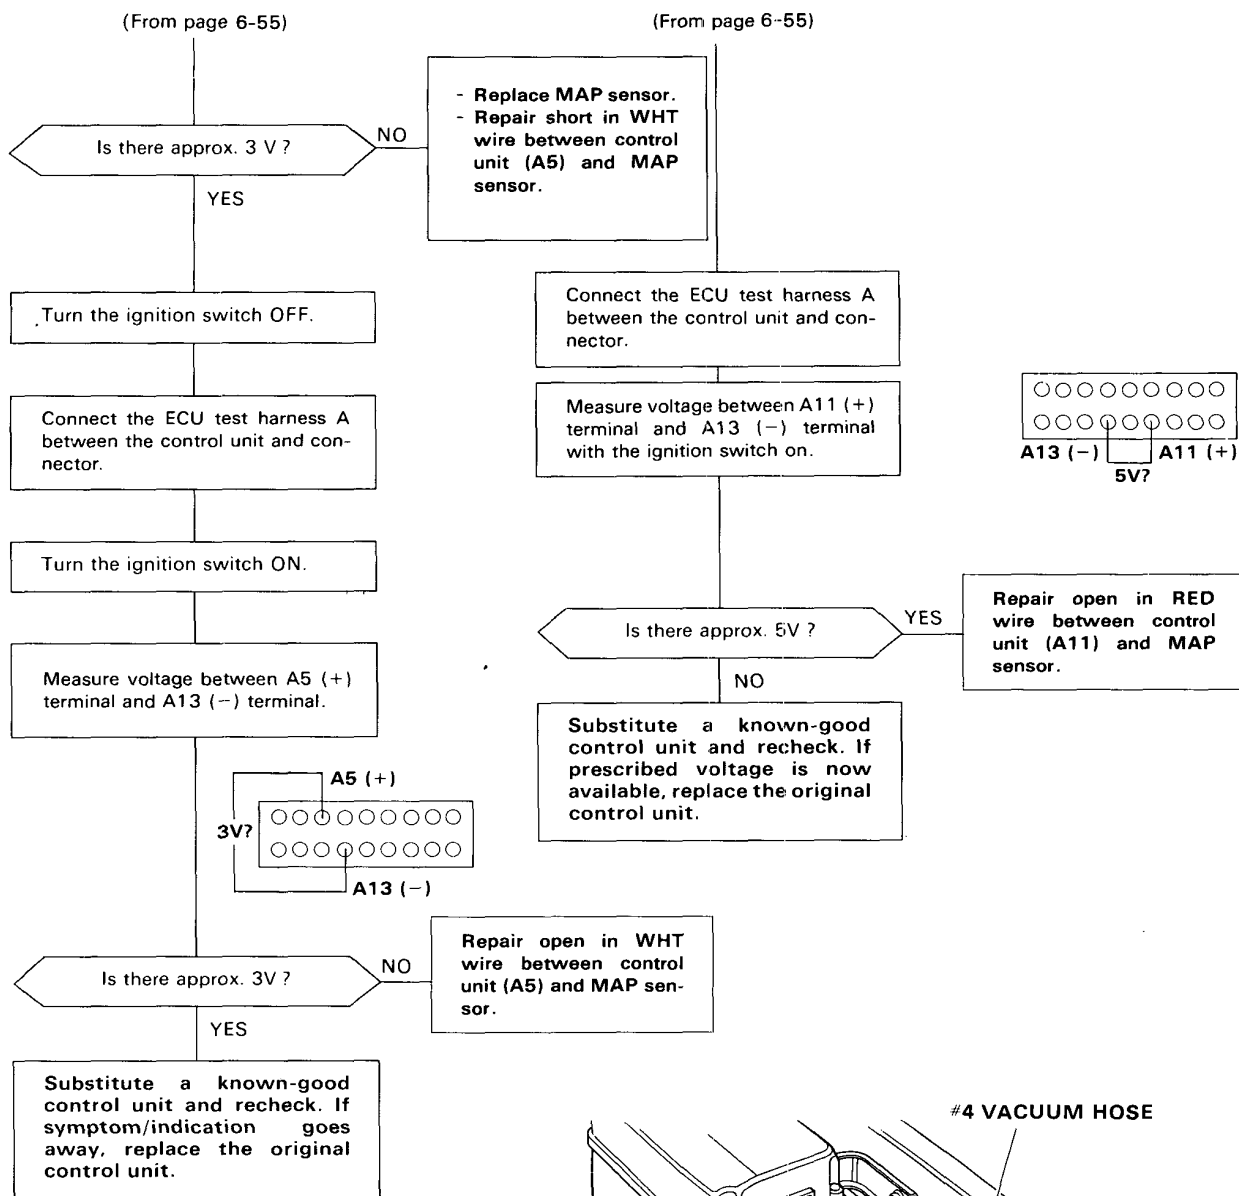 (From page 6-55)
Is there approx. 3 V ?
NO
- Replace MAP sensor.
- Repair short in WHT
wire between control
unit (A5) and MAP
sensor.
YES
Turn the ignition switch OFF.
Connect the ECU test harness A
between the control unit and con-
nector.
Turn the ignition switch ON.
Measure voltage between A5 (+)
terminal and A13 (−) terminal.
A5 (+)
3V?
A13 (−)
Is there approx. 3V ?
NO
Repair open in WHT
wire between control
unit (A5) and MAP sen-
sor.
YES
Substitute a known-good
control unit and recheck. If
symptom/indication goes
away, replace the original
control unit.
(From page 6-55)
Connect the ECU test harness A
between the control unit and con-
nector.
Measure voltage between A11 (+)
terminal and A13 (−) terminal
with the ignition switch on.
A13 (−) A11 (+)
5V?
Is there approx. 5V ?
YES
Repair open in RED
wire between control
unit (A11) and MAP
sensor.
NO
Substitute a known-good
control unit and recheck. If
prescribed voltage is now
available, replace the original
control unit.
#4 VACUUM HOSE